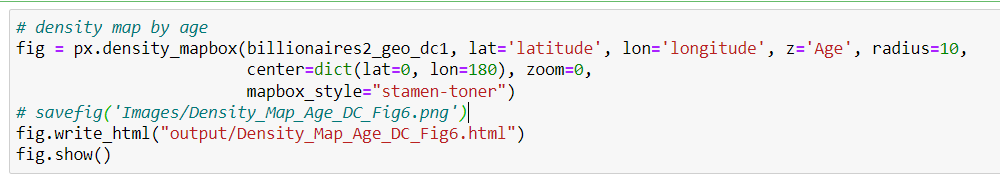 # density map by age
fig = px.density_mapbox(billionaires2_geo_dc1, lat='latitude', lon='longitude', z='Age', radius=10,
center=dict(lat=0, lon=180), zoom=0,
mapbox_style="stamen-toner")
# savefig('Images/Density_Map_Age_DC_Fig6.png')
fig.write_html("output/Density_Map_Age_DC_Fig6.html")
fig.show()